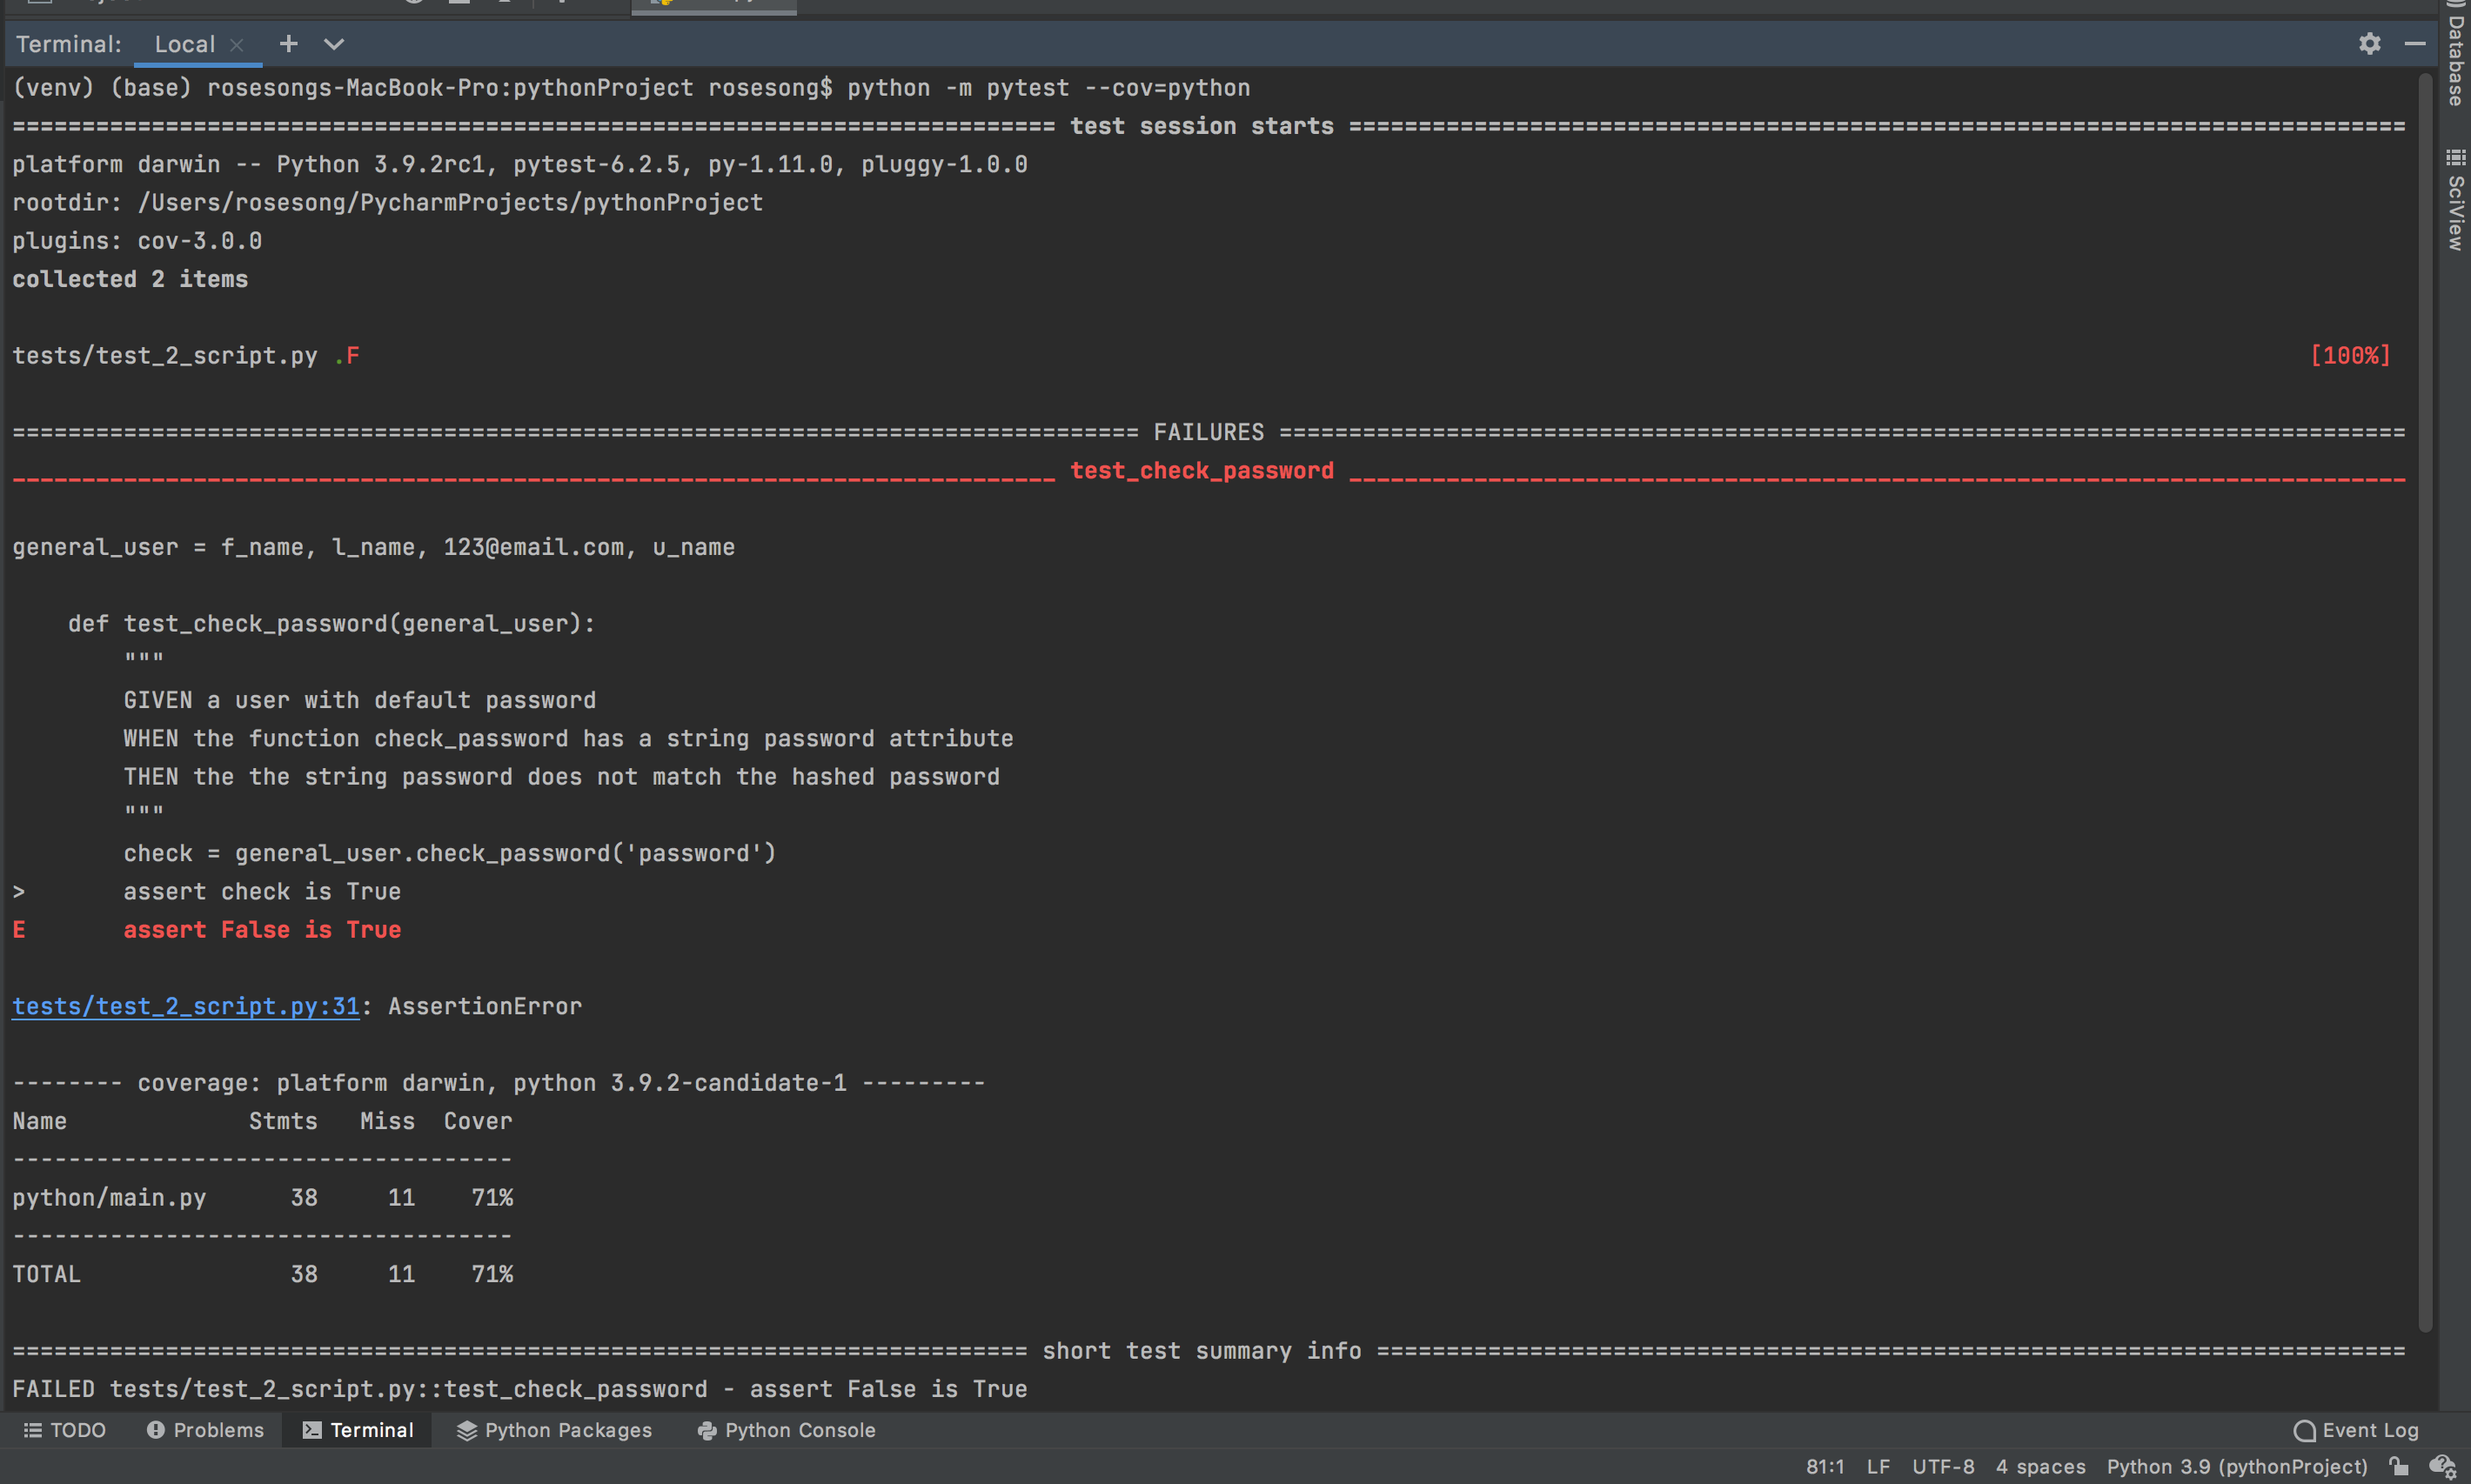 Terminal: Local
(venv) (base) rosesongs-MacBook-Pro:pythonProject rosesong$ python -m pytest --cov=python
=========================================================================== test session starts ============================================================================
platform darwin -- Python 3.9.2rc1, pytest-6.2.5, py-1.11.0, pluggy-1.0.0
rootdir: /Users/rosesong/PycharmProjects/pythonProject
plugins: cov-3.0.0
collected 2 items
tests/test_2_script.py .F [100%]
================================================================================= FAILURES =================================================================================
___________________________________________________________________________ test_check_password ____________________________________________________________________________
general_user = f_name, l_name, 123@email.com, u_name
    def test_check_password(general_user):
        """
        GIVEN a user with default password
        WHEN the function check_password has a string password attribute
        THEN the the string password does not match the hashed password
        """
        check = general_user.check_password('password')
>       assert check is True
E       assert False is True
tests/test_2_script.py:31: AssertionError
-------- coverage: platform darwin, python 3.9.2-candidate-1 ---------
Name             Stmts   Miss  Cover
------------------------------------
python/main.py      38     11    71%
------------------------------------
TOTAL               38     11    71%
========================================================================= short test summary info ==========================================================================
FAILED tests/test_2_script.py::test_check_password - assert False is True
Database
SciView
TODO Problems Terminal Python Packages Python Console Event Log
81:1 LF UTF-8 4 spaces Python 3.9 (pythonProject)